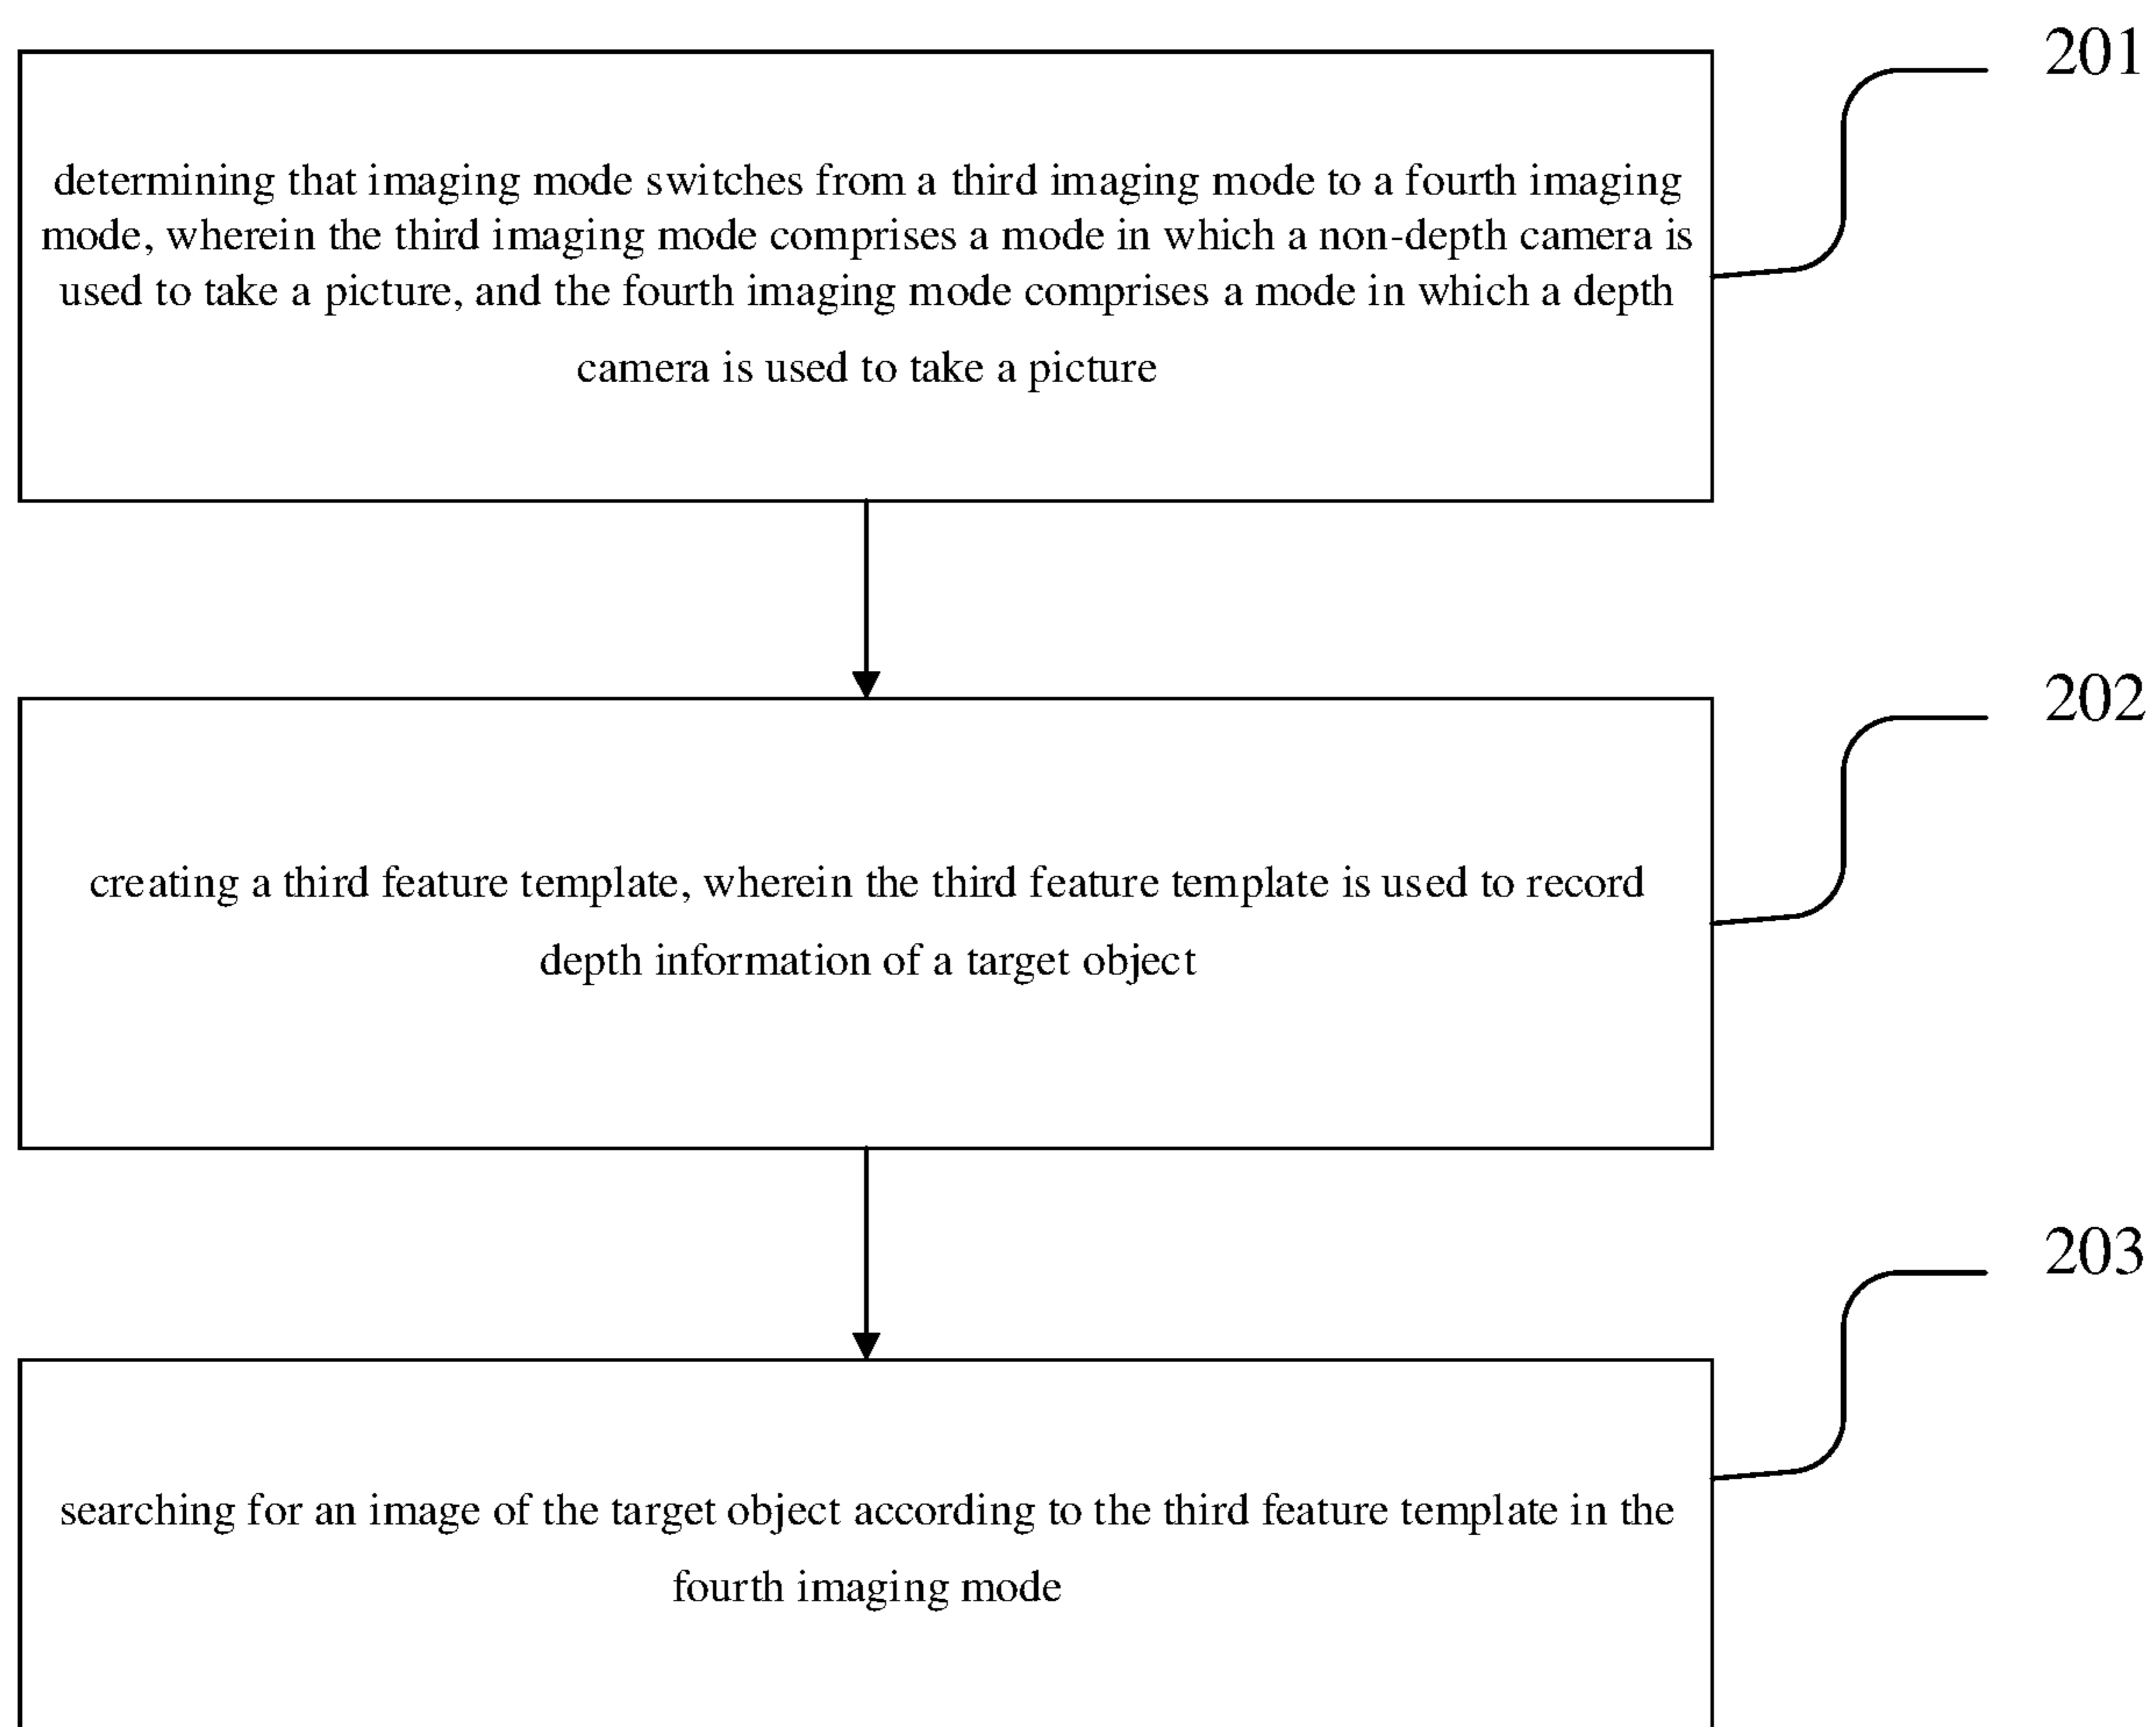 201
determining that imaging mode switches from a third imaging mode to a fourth imaging
mode, wherein the third imaging mode comprises a mode in which a non-depth camera is
used to take a picture, and the fourth imaging mode comprises a mode in which a depth
camera is used to take a picture
202
creating a third feature template, wherein the third feature template is used to record
depth information of a target object
203
searching for an image of the target object according to the third feature template in the
fourth imaging mode